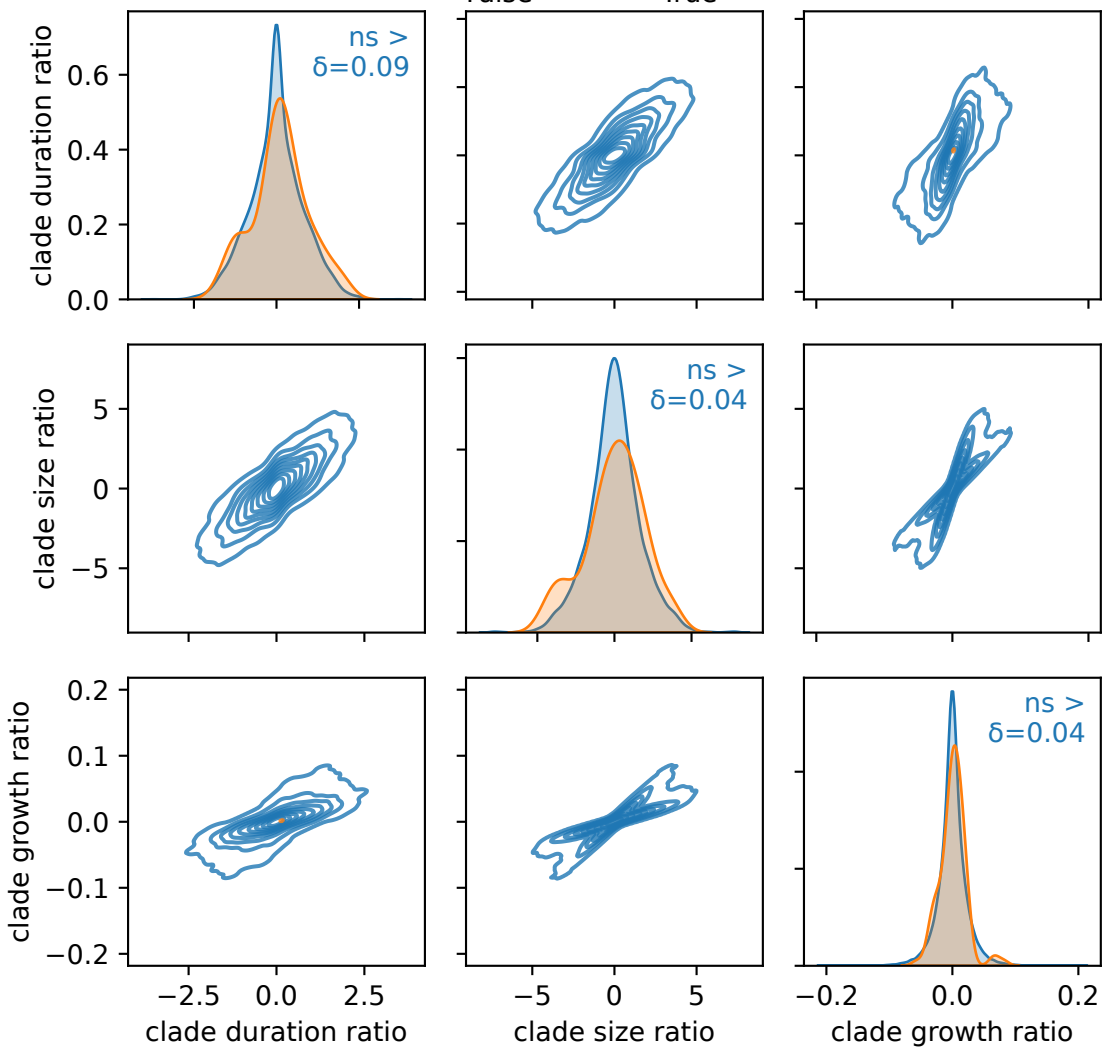 clade duration ratio
0.6
0.4
0.2
0.0
ns >
δ=0.09
clade size ratio
5
0
−5
ns >
δ=0.04
clade growth ratio
0.2
0.1
0.0
−0.1
−0.2
ns >
δ=0.04
−2.5 0.0 2.5
−5 0 5
−0.2 0.0 0.2
clade duration ratio
clade size ratio
clade growth ratio